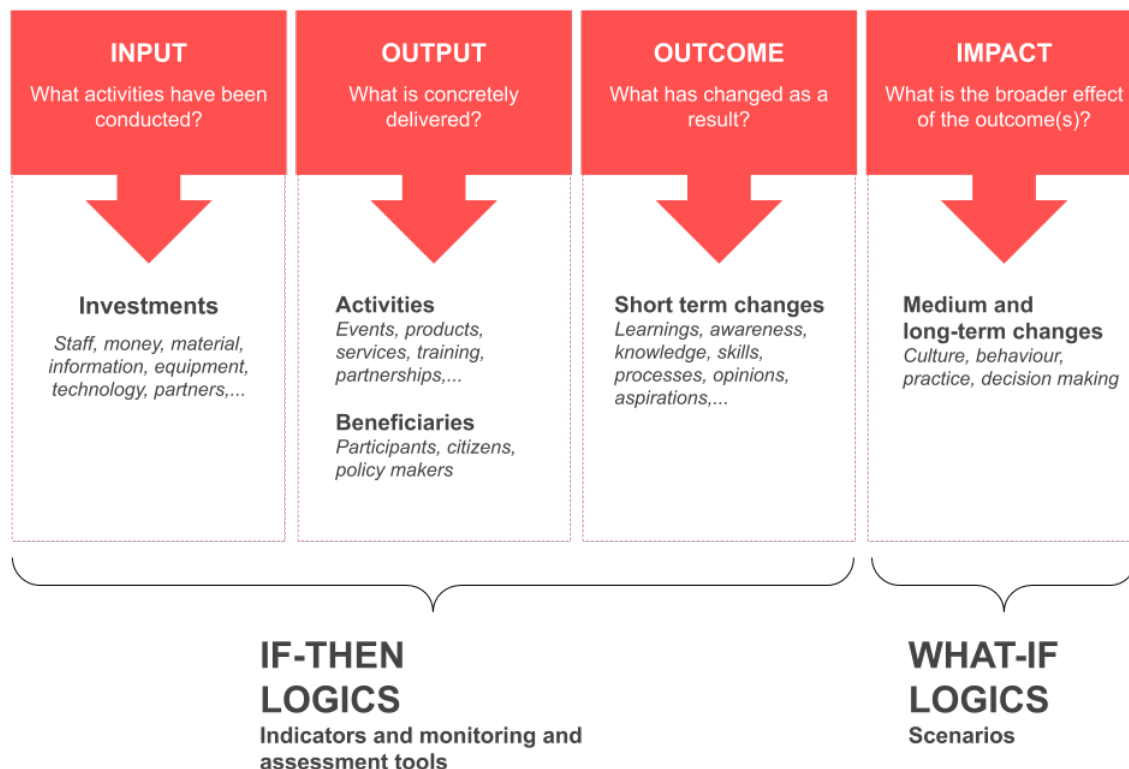 INPUT
What activities have been
conducted?
OUTPUT
What is concretely
delivered?
OUTCOME
What has changed as a
result?
IMPACT
What is the broader effect
of the outcome(s)?
Investments
Staff, money, material,
information, equipment,
technology, partners,...
Activities
Events, products,
services, training,
partnerships,...
Beneficiaries
Participants, citizens,
policy makers
Short term changes
Learnings, awareness,
knowledge, skills,
processes, opinions,
aspirations,...
Medium and
long-term changes
Culture, behaviour,
practice, decision making
IF-THEN
LOGICS
Indicators and monitoring and
assessment tools
WHAT-IF
LOGICS
Scenarios